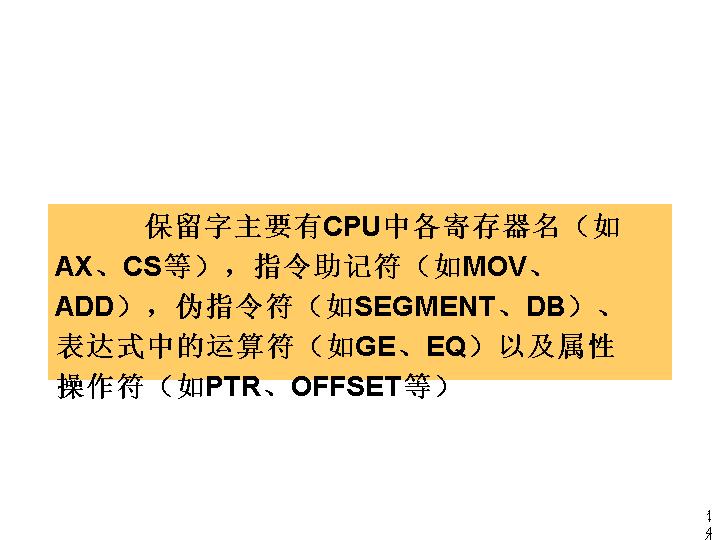 保留字主要有CPU中各寄存器名（如
AX、CS等），指令助记符（如MOV、
ADD），伪指令符（如SEGMENT、DB）、
表达式中的运算符（如GE、EQ）以及属性
操作符（如PTR、OFFSET等）
1
4